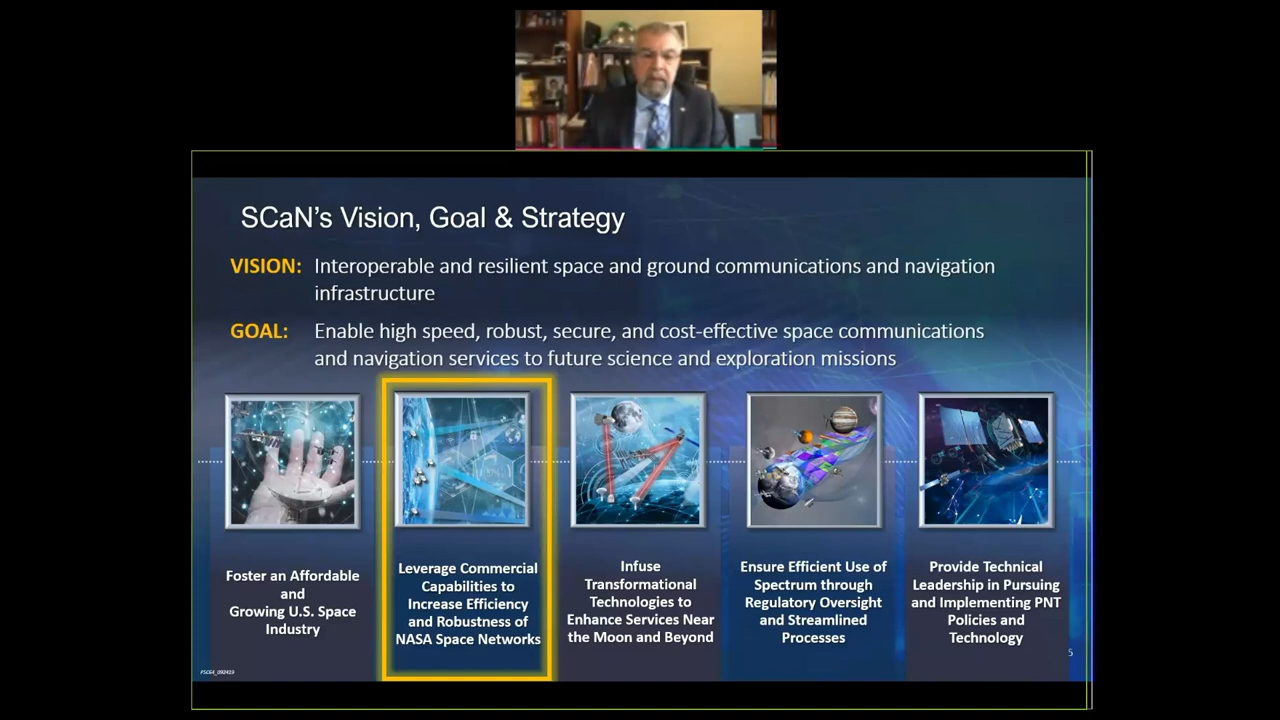 SCaN's Vision, Goal & Strategy
VISION: Interoperable and resilient space and ground communications and navigation
infrastructure
GOAL: Enable high speed, robust, secure, and cost-effective space communications
and navigation services to future science and exploration missions
Foster an Affordable
and
Growing U.S. Space
Industry
Leverage Commercial
Capabilities to
Increase Efficiency
and Robustness of
NASA Space Networks
Infuse
Transformational
Technologies to
Enhance Services Near
the Moon and Beyond
Ensure Efficient Use of
Spectrum through
Regulatory Oversight
and Streamlined
Processes
Provide Technical
Leadership in Pursuing
and Implementing PNT
Policies and
Technology
5